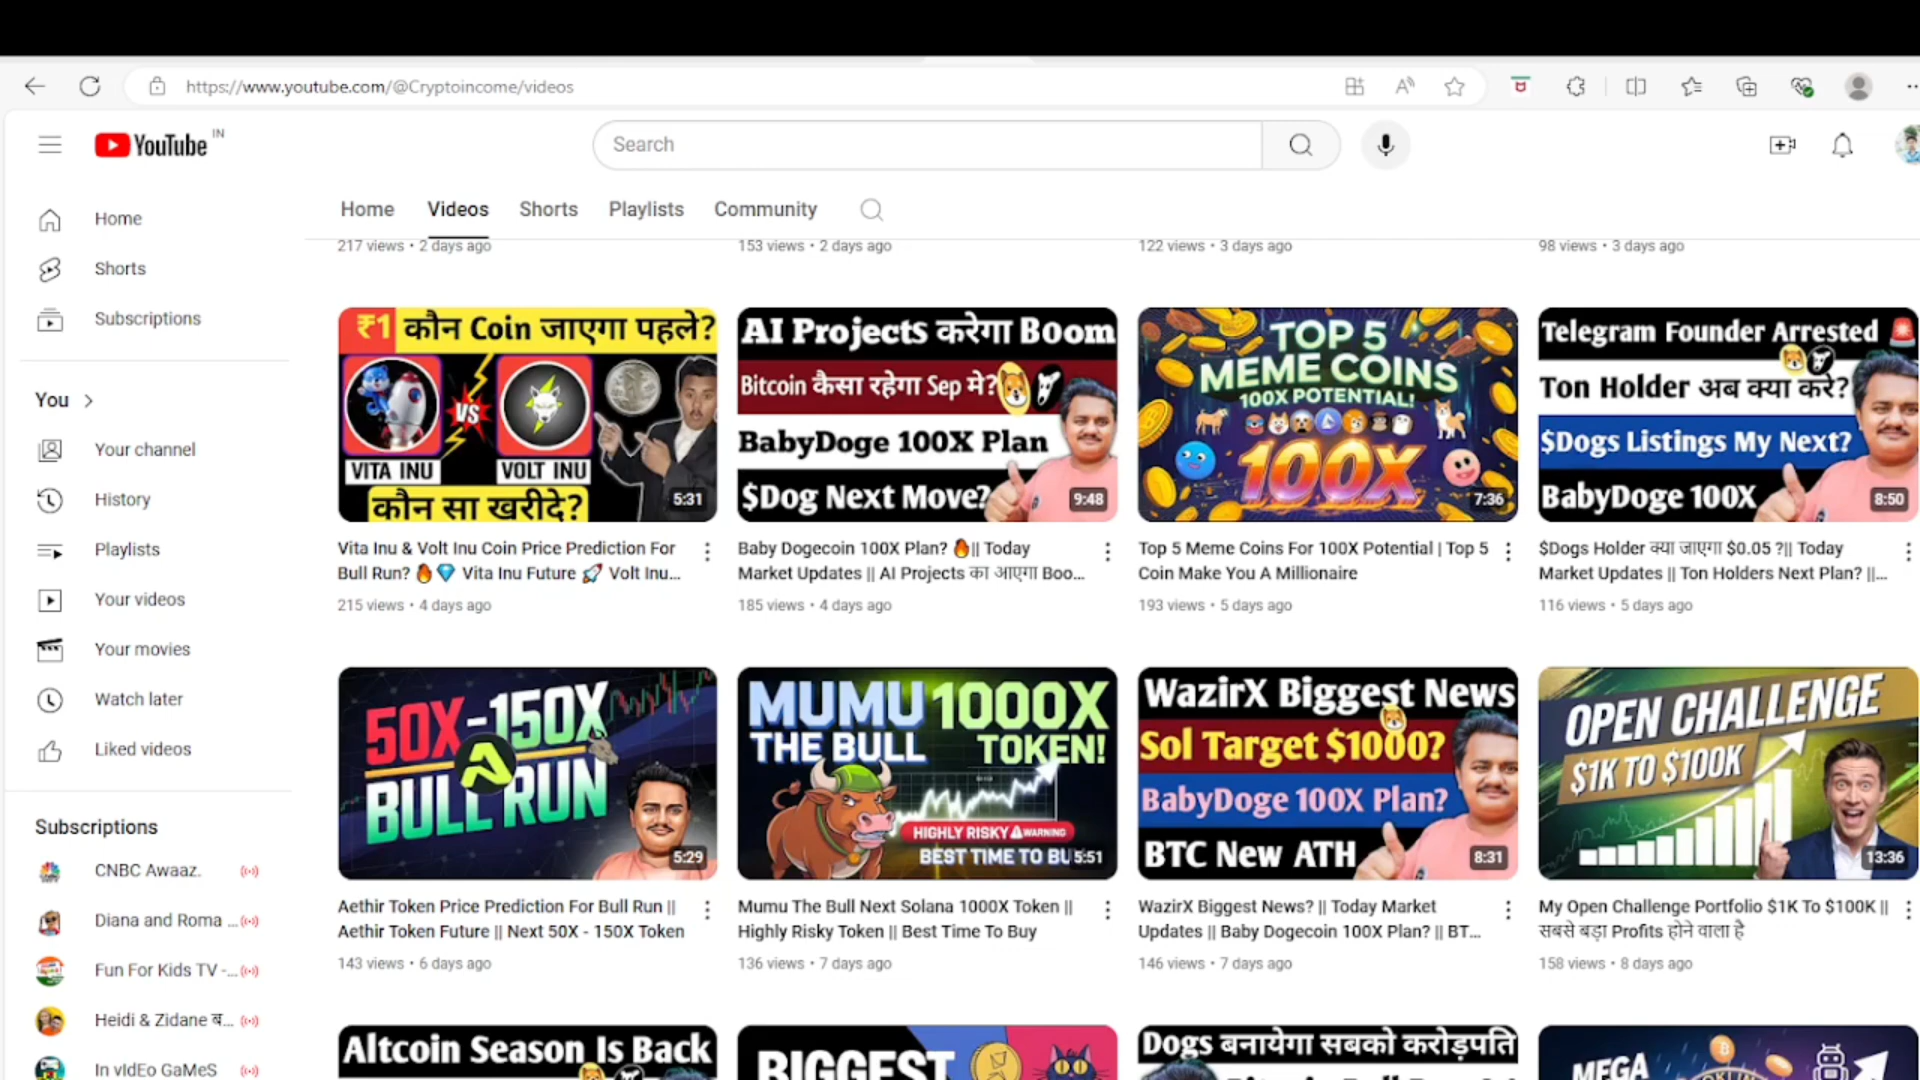 https://www.youtube.com/@Cryptoincome/videos
YouTube IN
Search
Home
Shorts
Subscriptions
You
Your channel
History
Playlists
Your videos
Your movies
Watch later
Liked videos
Subscriptions
CNBC Awaaz.
Diana and Roma ...
Fun For Kids TV -...
Heidi & Zidane ब...
In vIdEo GaMeS
Home Videos Shorts Playlists Community
217 views • 2 days ago
153 views • 2 days ago
122 views • 3 days ago
98 views • 3 days ago
₹1 कौन Coin जाएगा पहले?
VS
VITA INU
VOLT INU
कौन सा खरीदे?
5:31
Vita Inu & Volt Inu Coin Price Prediction For
Bull Run? 🔥💎 Vita Inu Future 🚀 Volt Inu...
215 views • 4 days ago
AI Projects करेगा Boom
Bitcoin कैसा रहेगा Sep मे?
BabyDoge 100X Plan
$Dog Next Move?
9:48
Baby Dogecoin 100X Plan? 🔥|| Today
Market Updates || AI Projects का आएगा Boo...
185 views • 4 days ago
TOP 5
MEME COINS
100X POTENTIAL!
100X
7:36
Top 5 Meme Coins For 100X Potential | Top 5
Coin Make You A Millionaire
193 views • 5 days ago
Telegram Founder Arrested 🚨
Ton Holder अब क्या करे?
$Dogs Listings My Next?
BabyDoge 100X
8:50
$Dogs Holder क्या जाएगा $0.05 ?|| Today
Market Updates || Ton Holders Next Plan? ||...
116 views • 5 days ago
50X-150X
BULL RUN
5:29
Aethir Token Price Prediction For Bull Run ||
Aethir Token Future || Next 50X - 150X Token
143 views • 6 days ago
MUMU 1000X
THE BULL TOKEN!
HIGHLY RISKY ⚠ WARNING
BEST TIME TO BU
5:51
Mumu The Bull Next Solana 1000X Token ||
Highly Risky Token || Best Time To Buy
136 views • 7 days ago
WazirX Biggest News
Sol Target $1000?
BabyDoge 100X Plan?
BTC New ATH
8:31
WazirX Biggest News? || Today Market
Updates || Baby Dogecoin 100X Plan? || BT...
146 views • 7 days ago
OPEN CHALLENGE
$1K TO $100K
13:36
My Open Challenge Portfolio $1K To $100K ||
सबसे बड़ा Profits होने वाला है
158 views • 8 days ago
Altcoin Season Is Back
BIGGEST
Dogs बनायेगा सबको करोड़पति
MEGA